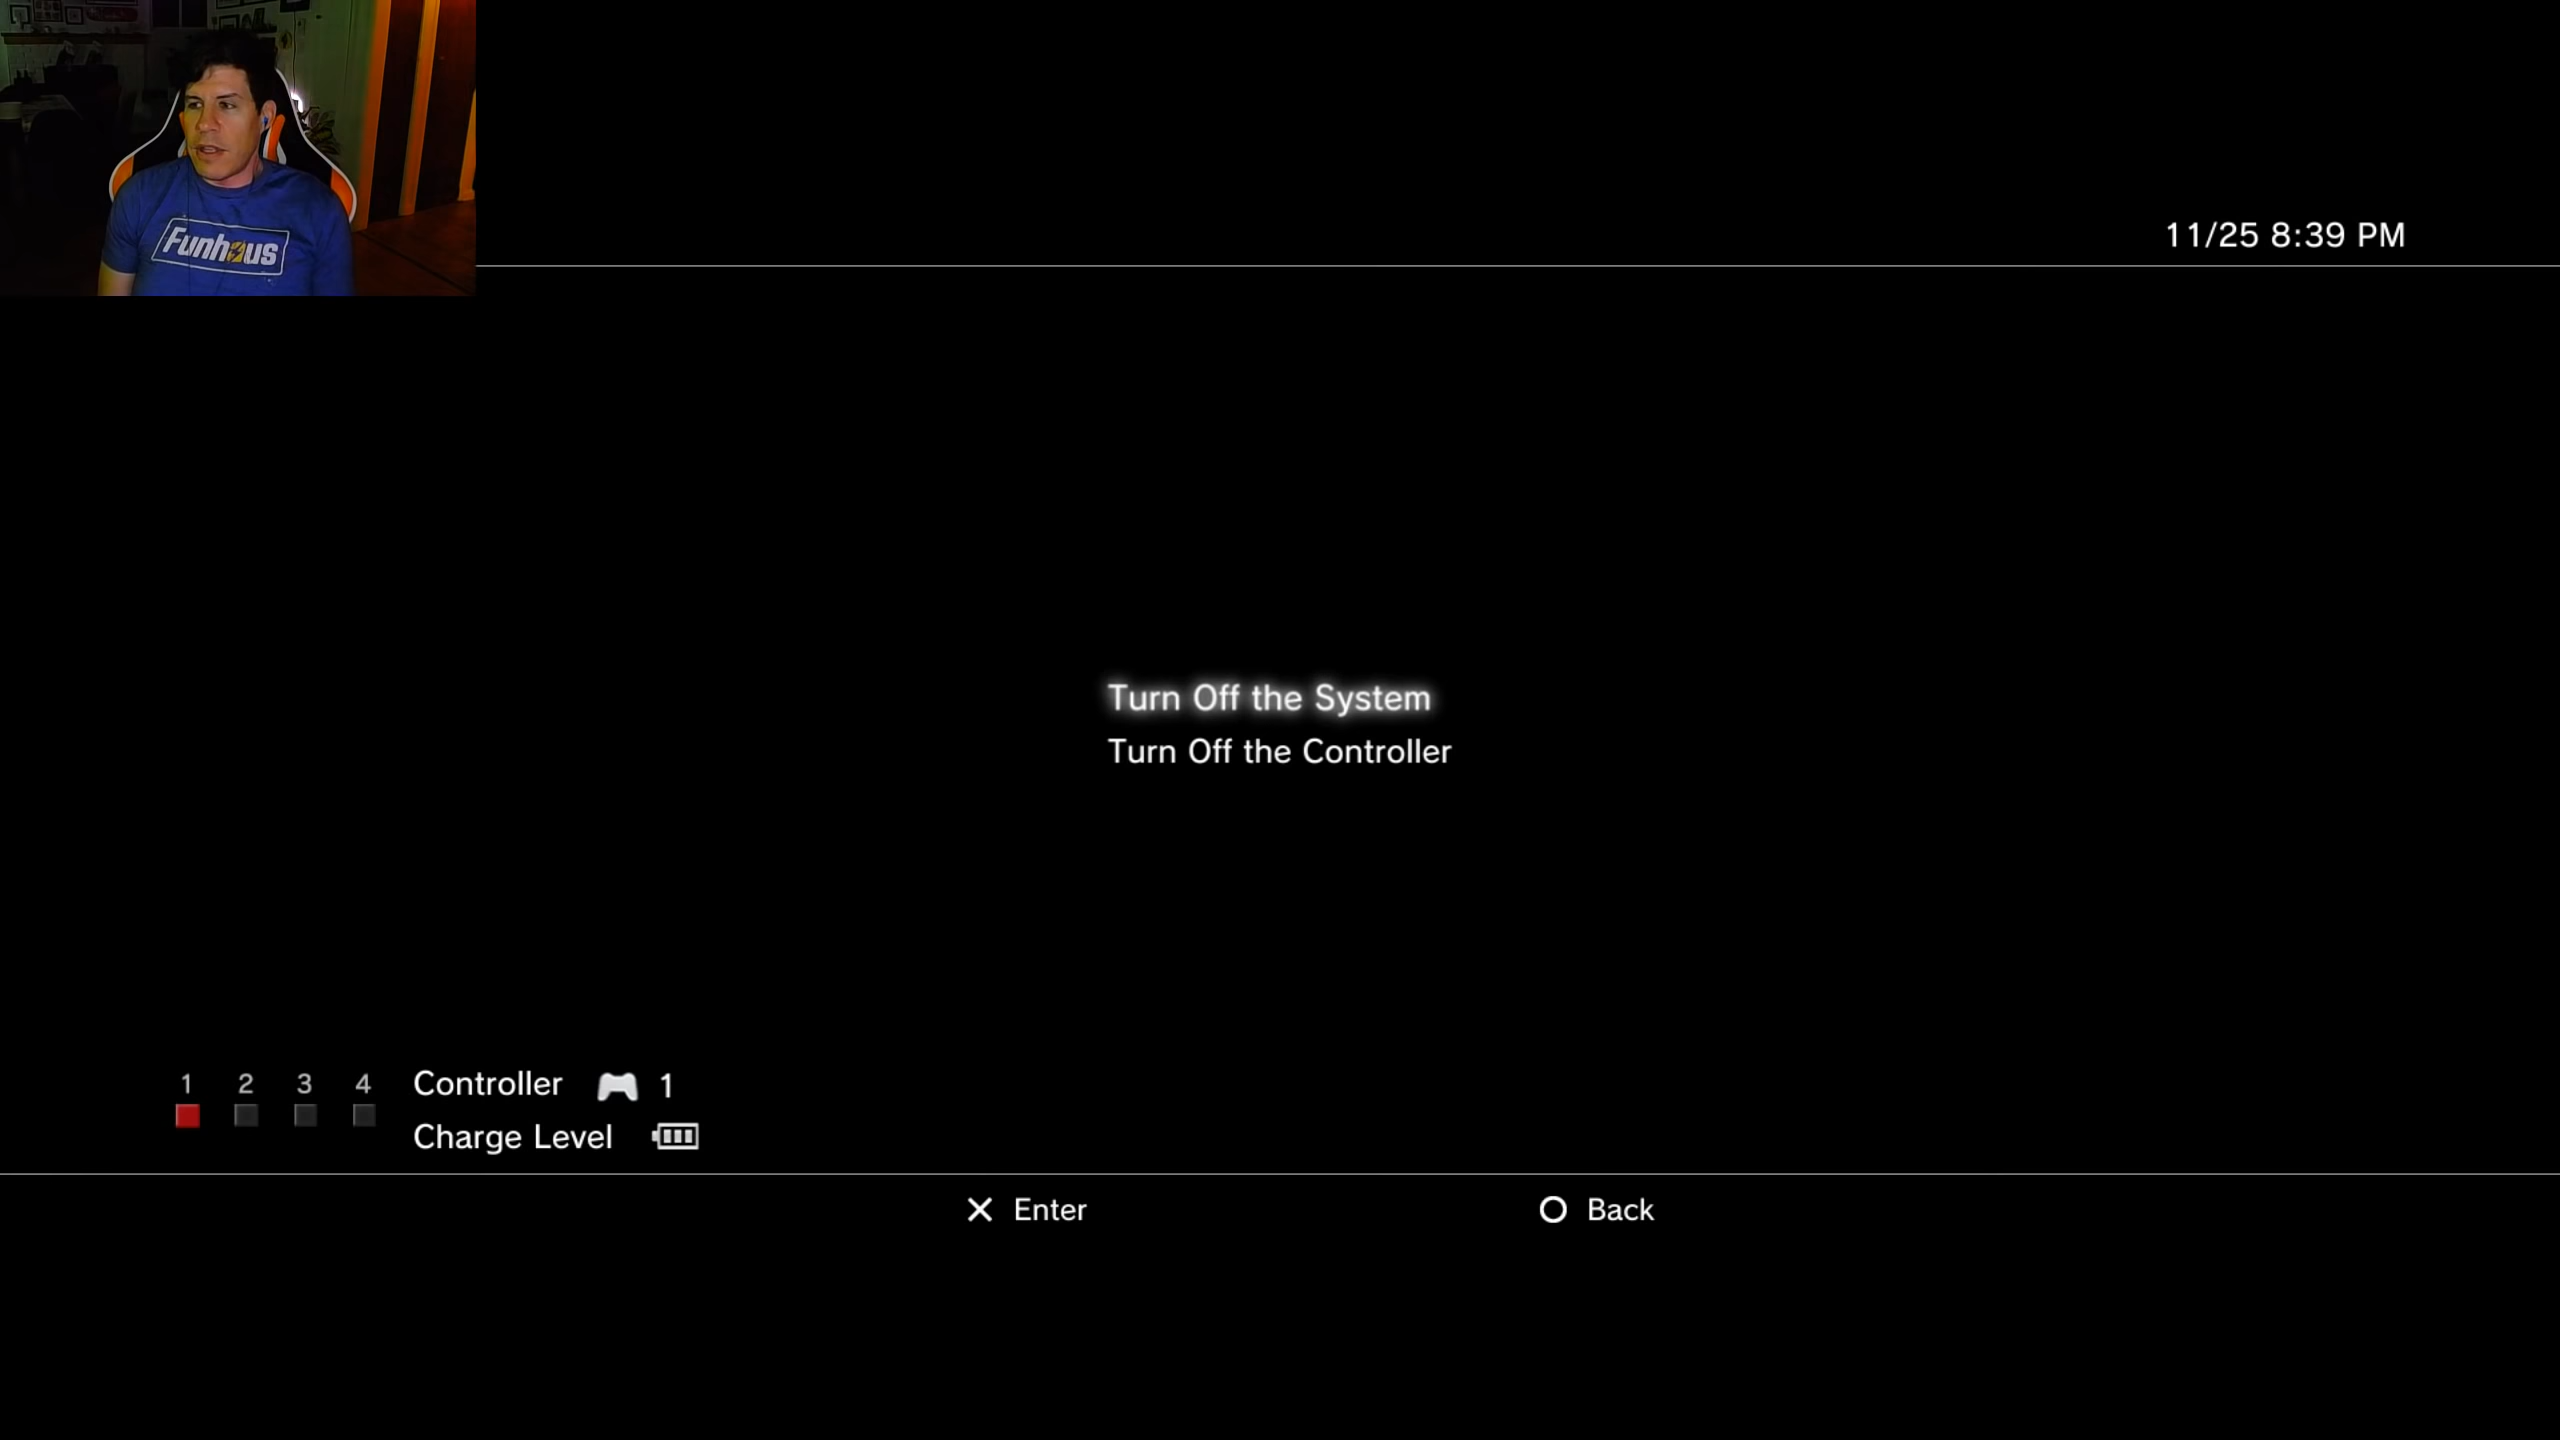 Funhaus
11/25 8:39 PM
Turn Off the System
Turn Off the Controller
1 2 3 4 Controller 1
Charge Level
Enter Back